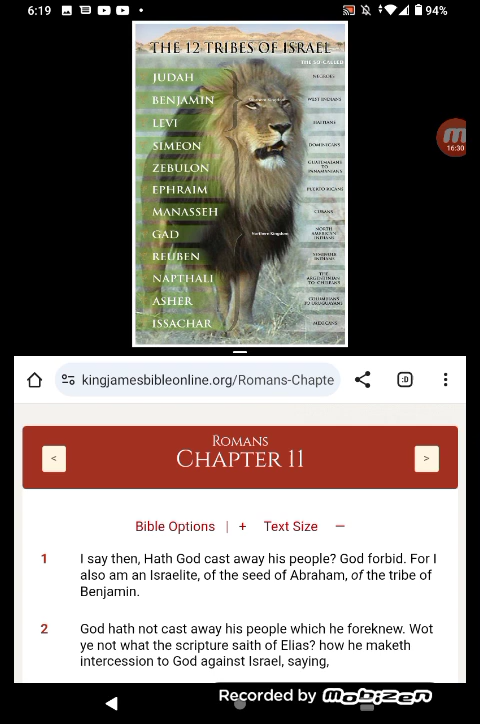 6:19
94%
THE 12 TRIBES OF ISRAEL
THE SO CALLED
JUDAH NEGROES
BENJAMIN WEST INDIANS
LEVI HAITIANS
SIMEON DOMINICANS
ZEBULON GUATEMALANS TO PANAMANIANS
EPHRAIM PUERTO RICANS
MANASSEH CUBANS
GAD Northern Kingdom NORTH AMERICAN INDIANS
REUBEN SEMINOLE INDIANS
NAPTHALI THE ARGENTINIAN TO CHILEANS
ASHER COLUMBIANS TO URUGUAYANS
ISSACHAR MEXICANS
16:30
kingjamesbibleonline.org/Romans-Chapte
:D
ROMANS
CHAPTER 11
< >
Bible Options | + Text Size —
1 I say then, Hath God cast away his people? God forbid. For I
also am an Israelite, of the seed of Abraham, of the tribe of
Benjamin.
2 God hath not cast away his people which he foreknew. Wot
ye not what the scripture saith of Elias? how he maketh
intercession to God against Israel, saying,
Recorded by Mobizen